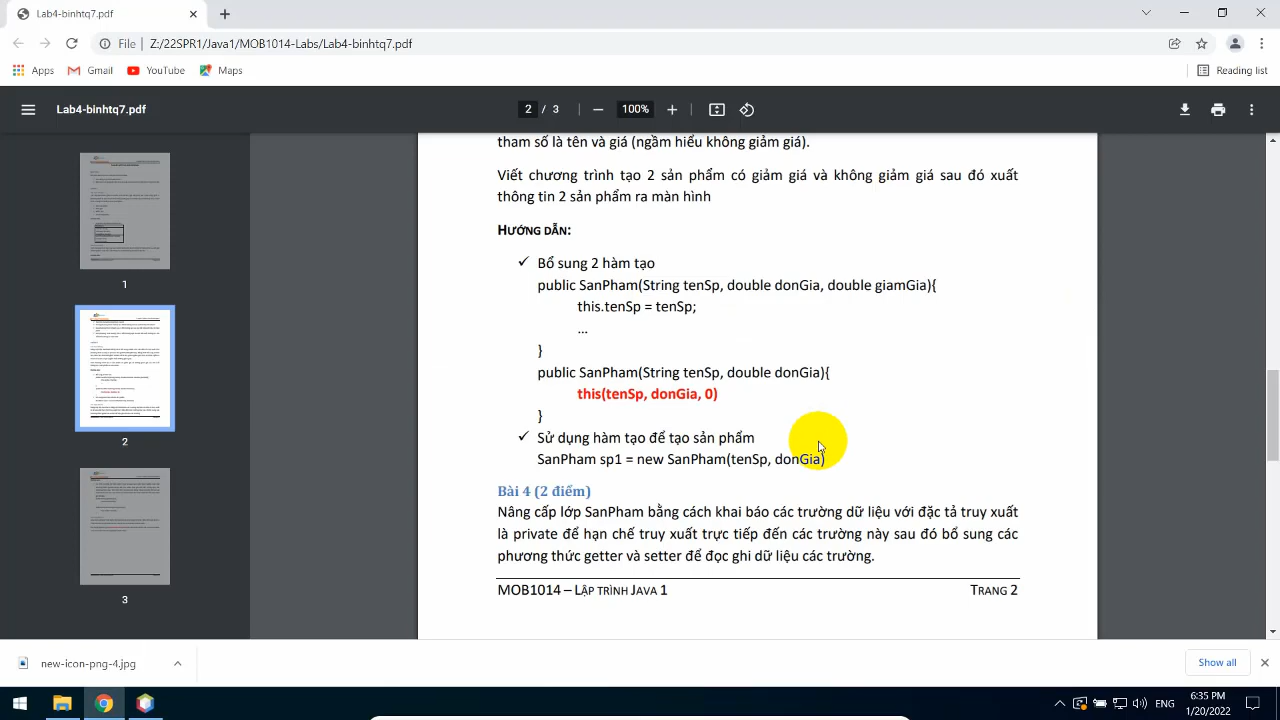 Lab4-binhtq7.pdf
File
Z:/22SPR1/Java1/MOB1014-Labs/Lab4-binhtq7.pdf
Apps
Gmail
YouTube
Maps
Reading list
Lab4-binhtq7.pdf
2 / 3
100%
1
2
3
tham số là tên và giá (ngầm hiểu không giảm giá).
Viết chương trình tạo 2 sản phẩm có giảm giá và không giảm giá sau đó xuất
thông tin 2 sản phẩm ra màn hình
HƯỚNG DẪN:
✓ Bổ sung 2 hàm tạo
public SanPham(String tenSp, double donGia, double giamGia){
this.tenSp = tenSp;
...
}
public SanPham(String tenSp, double donGia){
this(tenSp, donGia, 0)
}
✓ Sử dụng hàm tạo để tạo sản phẩm
SanPham sp1 = new SanPham(tenSp, donGia)
Bài 4 (2 điểm)
Nâng cấp lớp SanPham bằng cách khai báo các trường dữ liệu với đặc tả truy xuất
là private để hạn chế truy xuất trực tiếp đến các trường này sau đó bổ sung các
phương thức getter và setter để đọc ghi dữ liệu các trường.
MOB1014 – LẬP TRÌNH JAVA 1
TRANG 2
new-icon-png-4.jpg
Show all
ENG
6:35 PM
1/20/2022